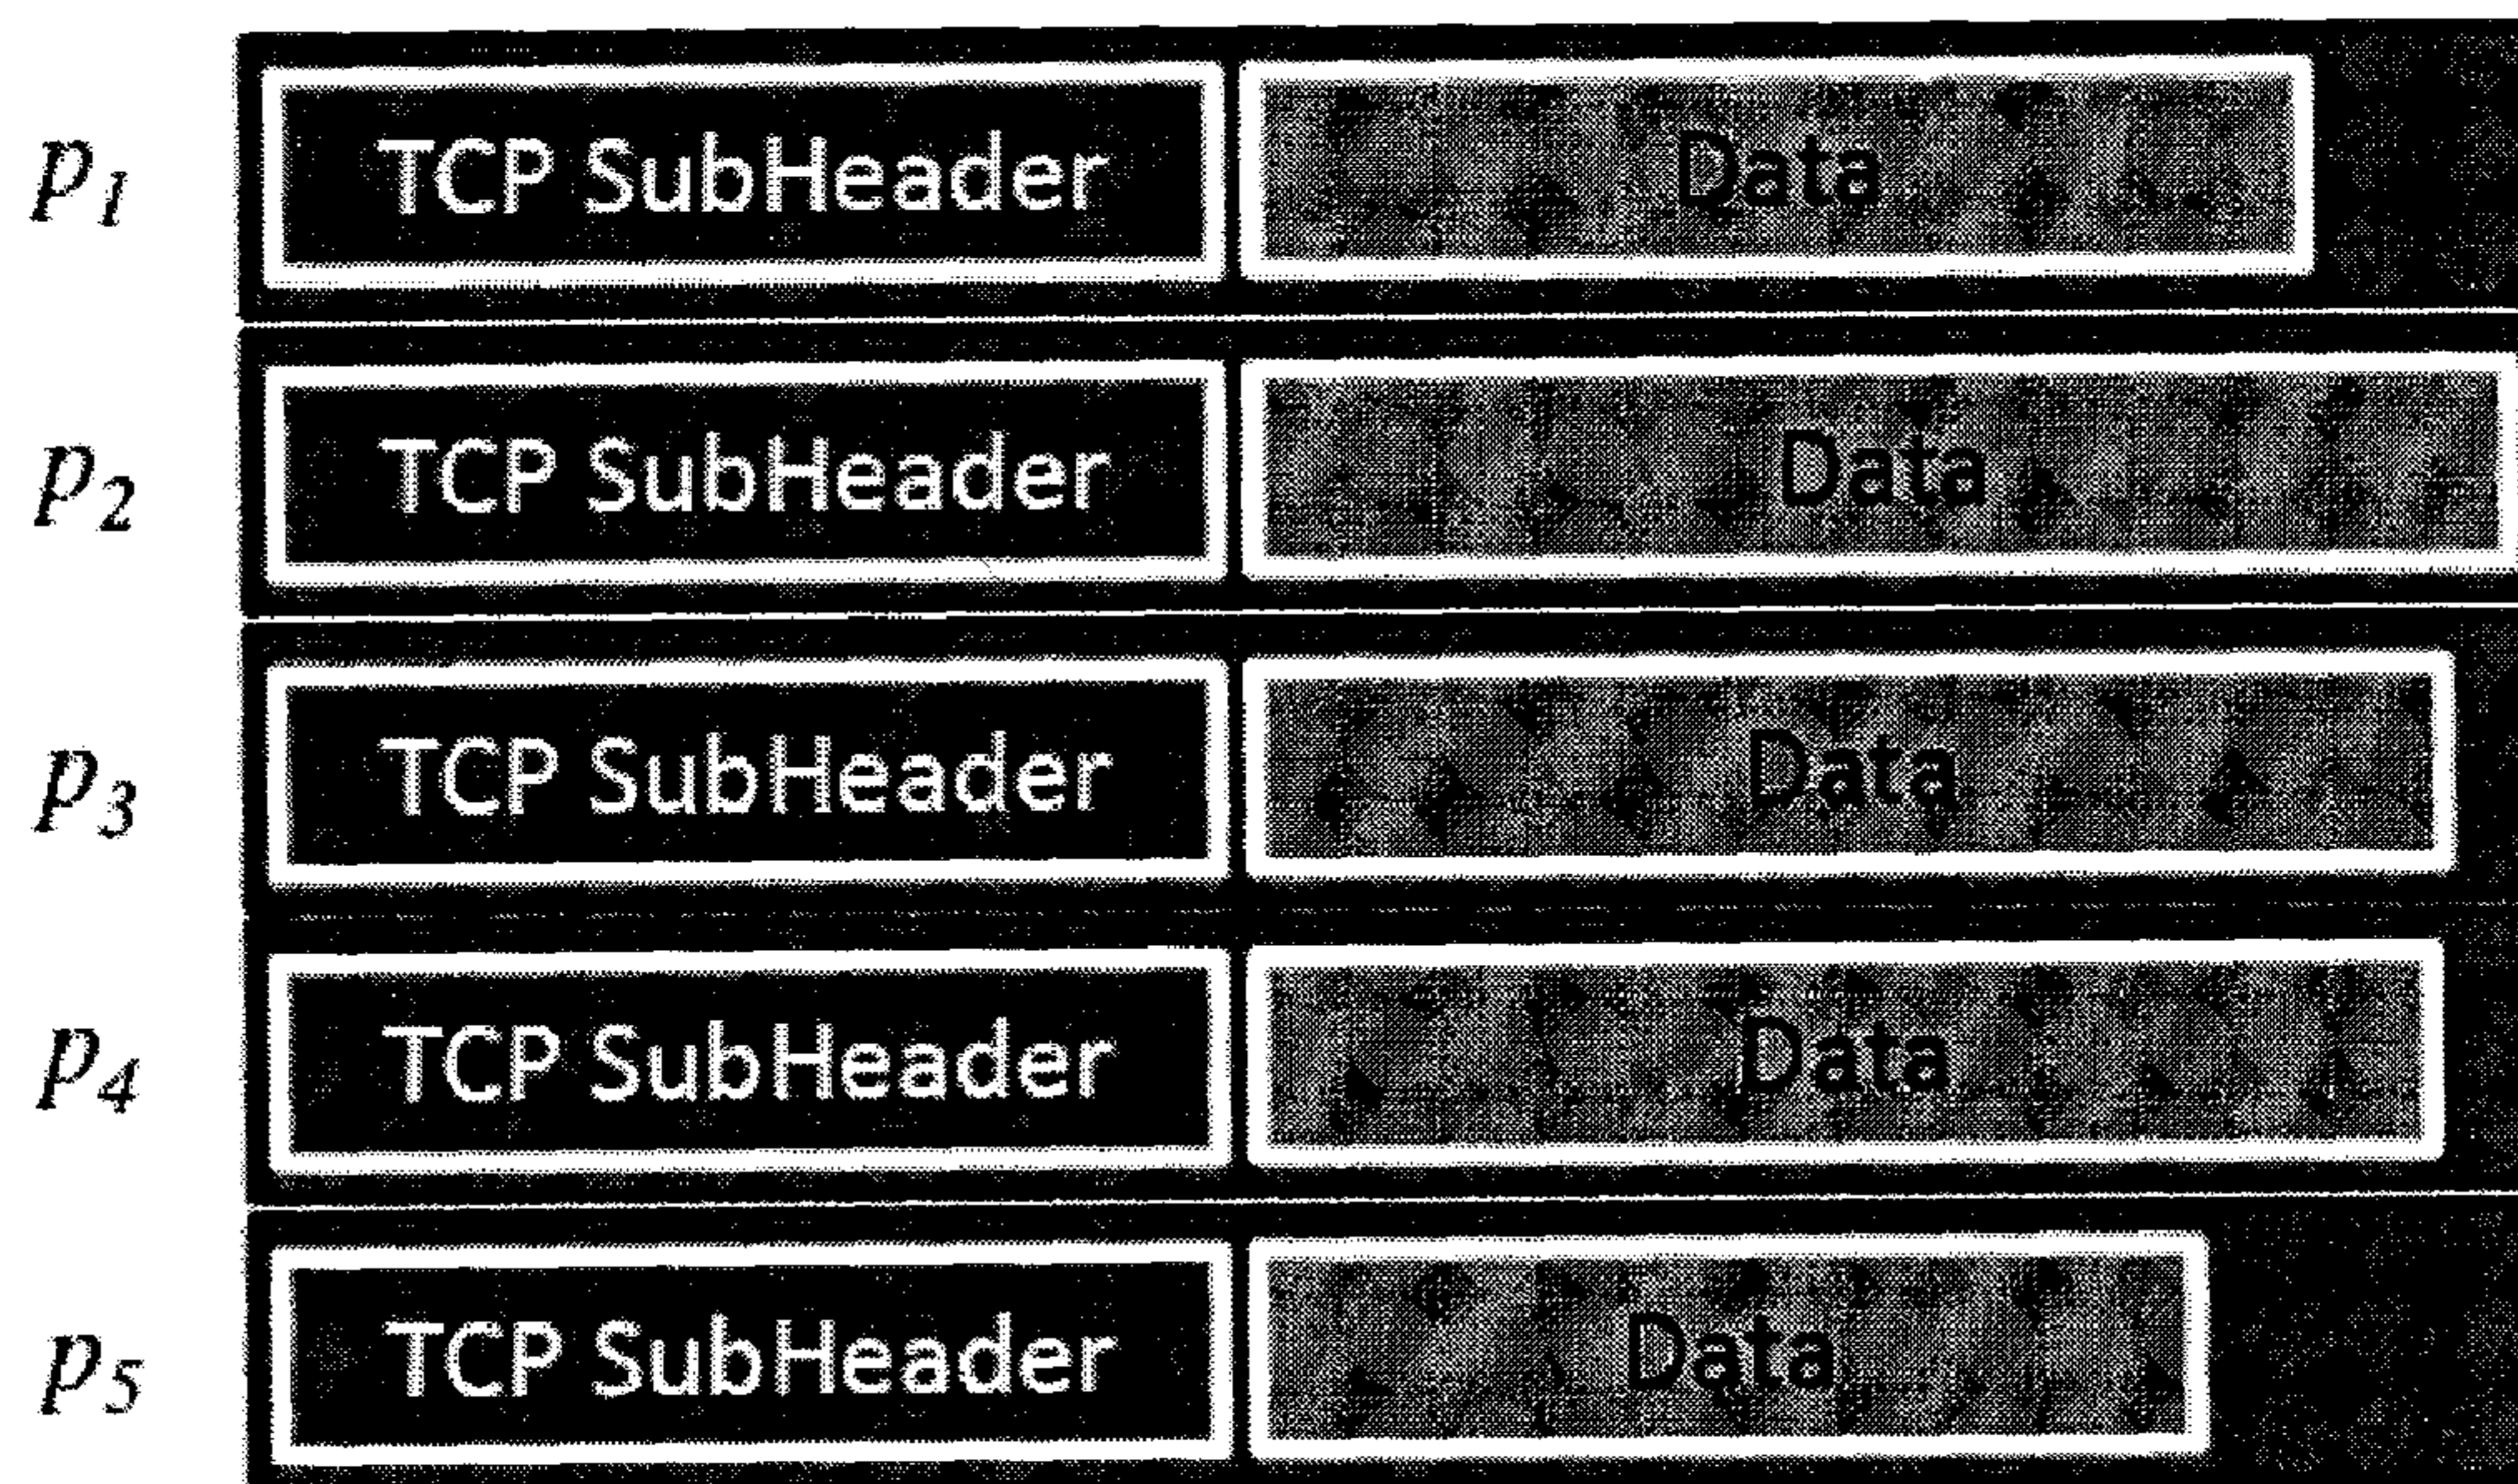 p1 TCP SubHeader Data
p2 TCP SubHeader Data
p3 TCP SubHeader Data
p4 TCP SubHeader Data
p5 TCP SubHeader Data